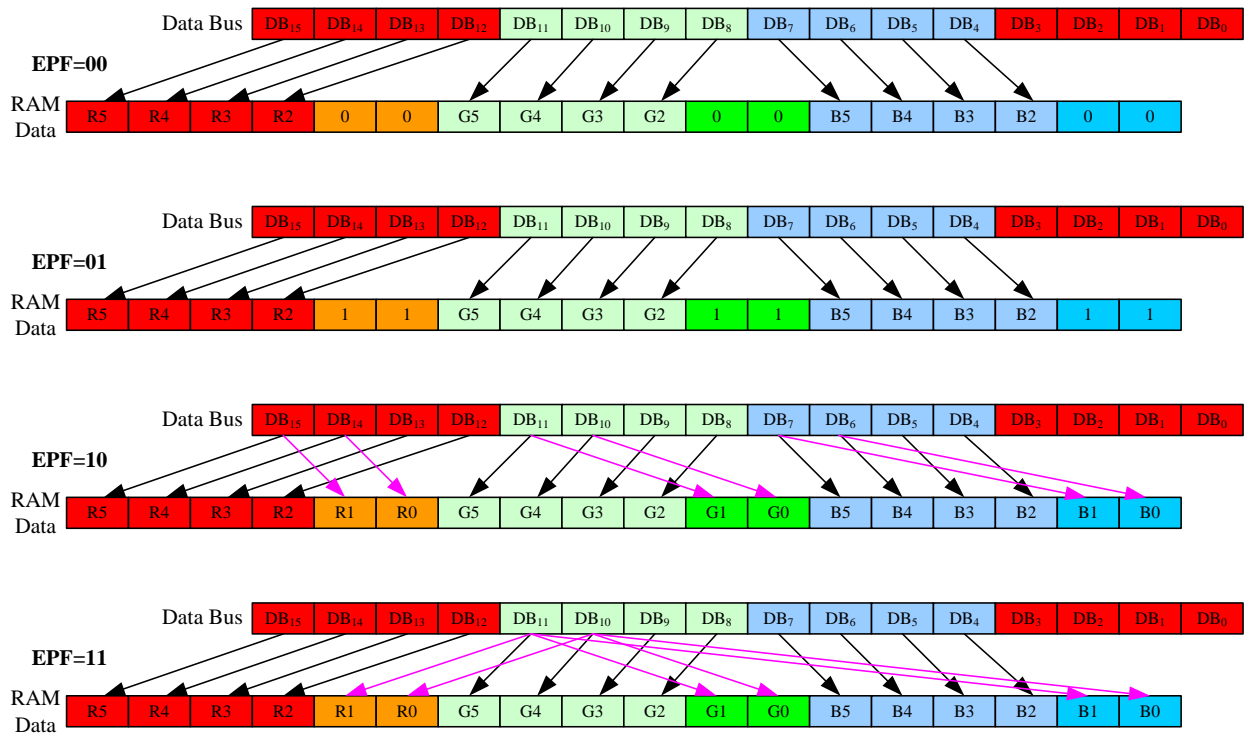 Data Bus DB₁₅ DB₁₄ DB₁₃ DB₁₂ DB₁₁ DB₁₀ DB₉ DB₈ DB₇ DB₆ DB₅ DB₄ DB₃ DB₂ DB₁ DB₀
EPF=00
RAM Data R5 R4 R3 R2 0 0 G5 G4 G3 G2 0 0 B5 B4 B3 B2 0 0
Data Bus DB₁₅ DB₁₄ DB₁₃ DB₁₂ DB₁₁ DB₁₀ DB₉ DB₈ DB₇ DB₆ DB₅ DB₄ DB₃ DB₂ DB₁ DB₀
EPF=01
RAM Data R5 R4 R3 R2 1 1 G5 G4 G3 G2 1 1 B5 B4 B3 B2 1 1
Data Bus DB₁₅ DB₁₄ DB₁₃ DB₁₂ DB₁₁ DB₁₀ DB₉ DB₈ DB₇ DB₆ DB₅ DB₄ DB₃ DB₂ DB₁ DB₀
EPF=10
RAM Data R5 R4 R3 R2 R1 R0 G5 G4 G3 G2 G1 G0 B5 B4 B3 B2 B1 B0
Data Bus DB₁₅ DB₁₄ DB₁₃ DB₁₂ DB₁₁ DB₁₀ DB₉ DB₈ DB₇ DB₆ DB₅ DB₄ DB₃ DB₂ DB₁ DB₀
EPF=11
RAM Data R5 R4 R3 R2 R1 R0 G5 G4 G3 G2 G1 G0 B5 B4 B3 B2 B1 B0